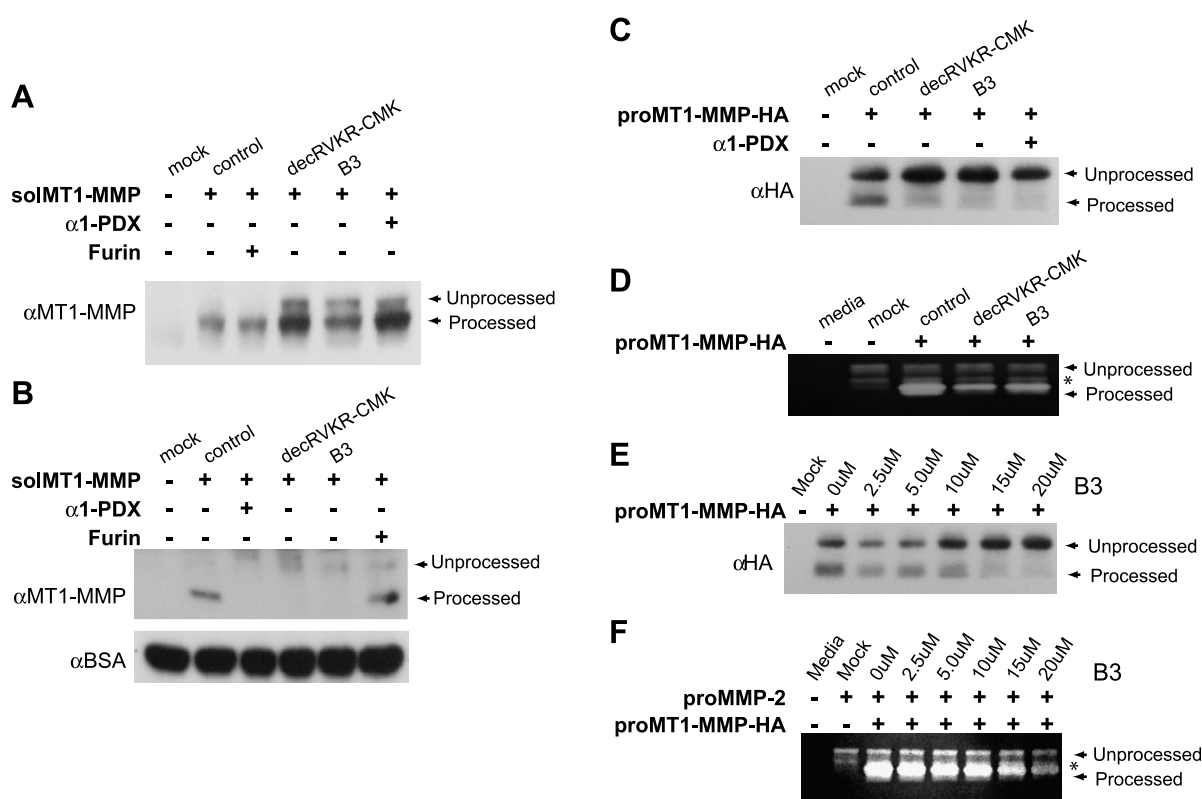 A
mock
control
decRVKR-CMK
B3
solMT1-MMP - + + + + +
α1-PDX - - - - - +
Furin - - + - - -
αMT1-MMP
Unprocessed
Processed
B
mock
control
decRVKR-CMK
B3
solMT1-MMP - + + + + +
α1-PDX - - + - - -
Furin - - - - - +
αMT1-MMP
Unprocessed
Processed
αBSA
C
mock
control
decRVKR-CMK
B3
proMT1-MMP-HA - + + + +
α1-PDX - - - - +
αHA
Unprocessed
Processed
D
media
mock
control
decRVKR-CMK
B3
proMT1-MMP-HA - - + + +
Unprocessed
*
Processed
E
Mock
0uM
2.5uM
5.0uM
10uM
15uM
20uM
B3
proMT1-MMP-HA - + + + + + +
αHA
Unprocessed
Processed
F
Media
Mock
0uM
2.5uM
5.0uM
10uM
15uM
20uM
B3
proMMP-2 - + + + + + + +
proMT1-MMP-HA - - + + + + + +
Unprocessed
*
Processed